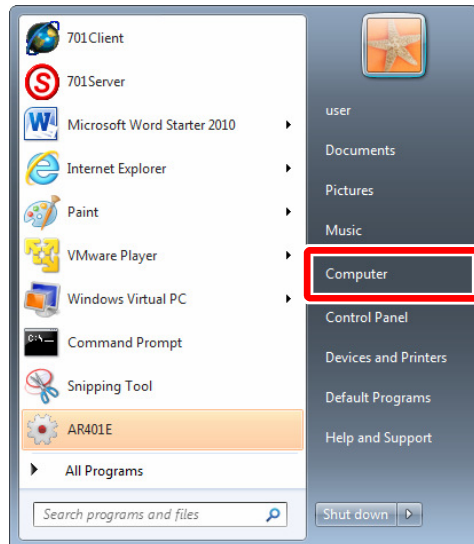 701Client
701Server
Microsoft Word Starter 2010
Internet Explorer
Paint
VMware Player
Windows Virtual PC
C:\_
Command Prompt
Snipping Tool
AR401E
All Programs
Search programs and files
user
Documents
Pictures
Music
Computer
Control Panel
Devices and Printers
Default Programs
Help and Support
Shut down